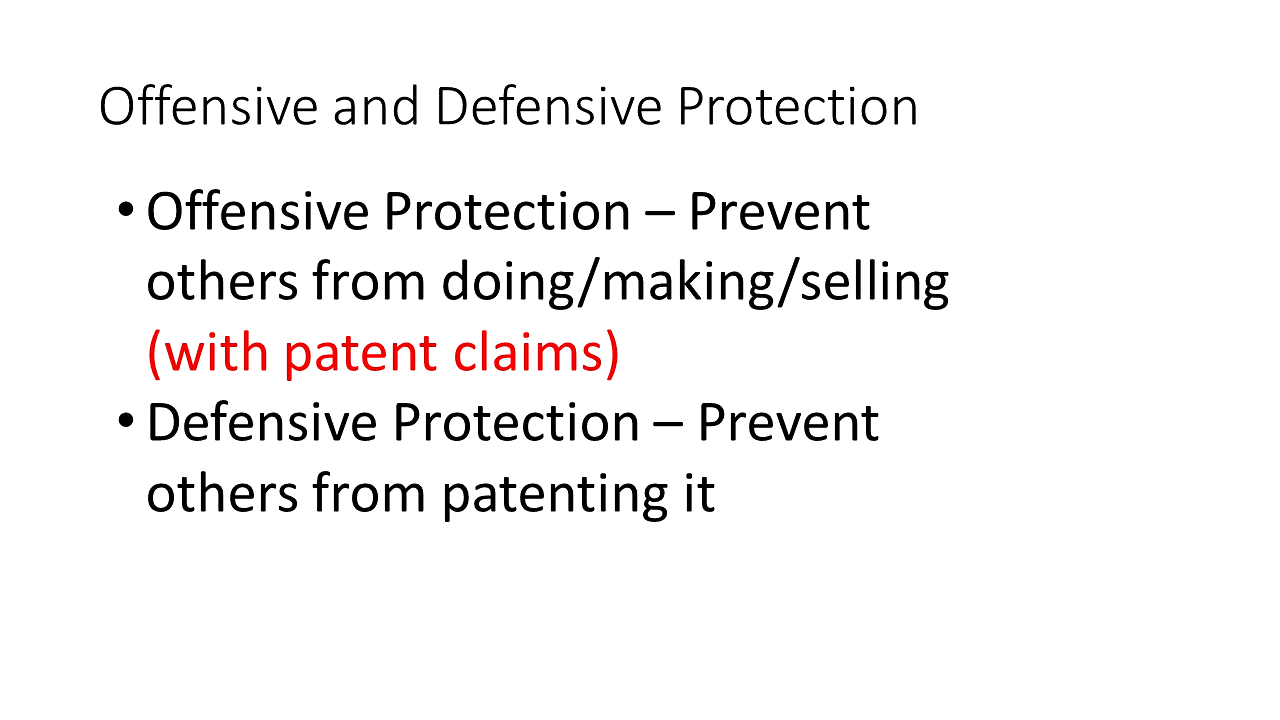 Offensive and Defensive Protection
• Offensive Protection – Prevent
others from doing/making/selling
(with patent claims)
• Defensive Protection – Prevent
others from patenting it